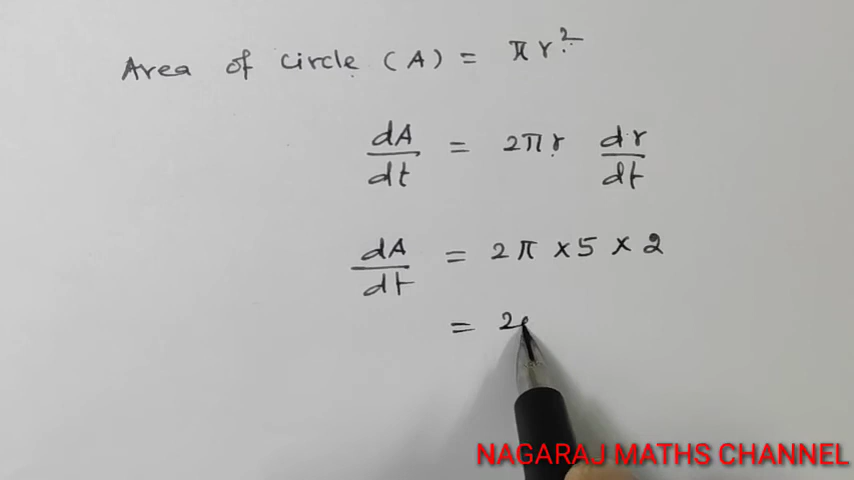 Area of circle (A) = πr²
dA/dt = 2πr dr/dt
dA/dt = 2π × 5 × 2
= 2
NAGARAJ MATHS CHANNEL